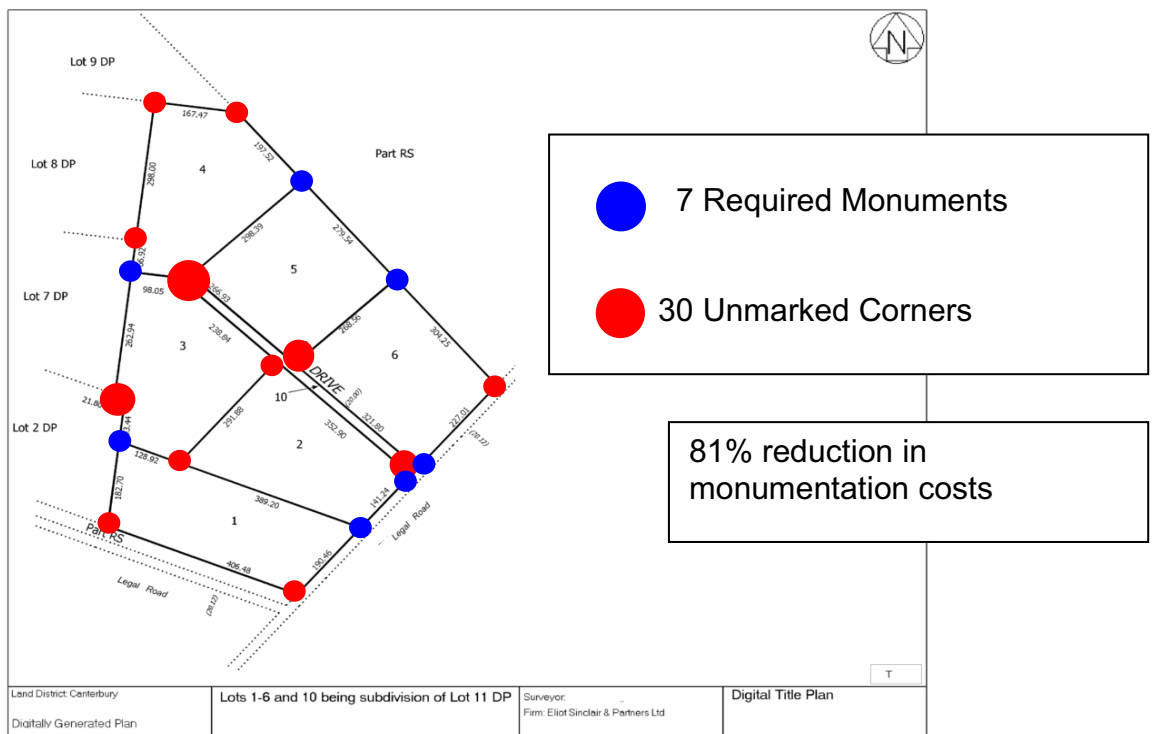 N
Lot 9 DP
167.47
197.52
Part RS
Lot 8 DP
298.00
4
7 Required Monuments
298.39
279.54
66.92
5
98.05
266.93
Lot 7 DP
30 Unmarked Corners
262.94
3
238.84
268.56
304.25
6
DRIVE
10
(20.00)
21.80
321.80
227.01
291.88
2
352.90
Lot 2 DP
3.44
(20.12)
128.92
81% reduction in
monumentation costs
182.70
389.20
141.24
1
Legal Road
Part RS
190.46
406.48
Legal Road
(20.12)
T
Land District: Canterbury
Digitally Generated Plan
Lots 1-6 and 10 being subdivision of Lot 11 DP
Surveyor:
Firm: Eliot Sinclair & Partners Ltd
Digital Title Plan